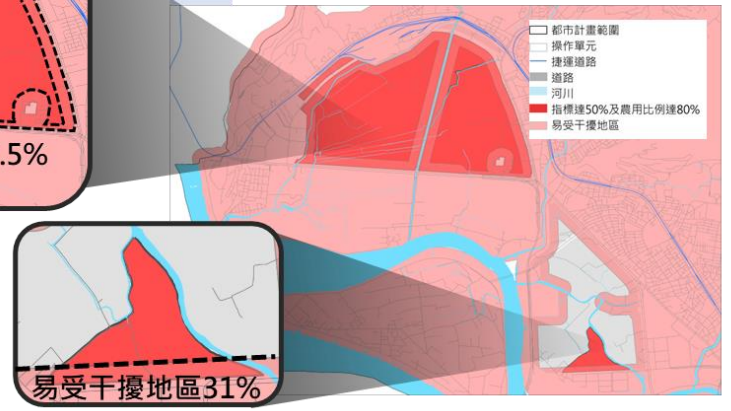 .5%
都市計畫範圍
操作單元
捷運道路
道路
河川
指標達50%及農用比例達80%
易受干擾地區
易受干擾地區31%